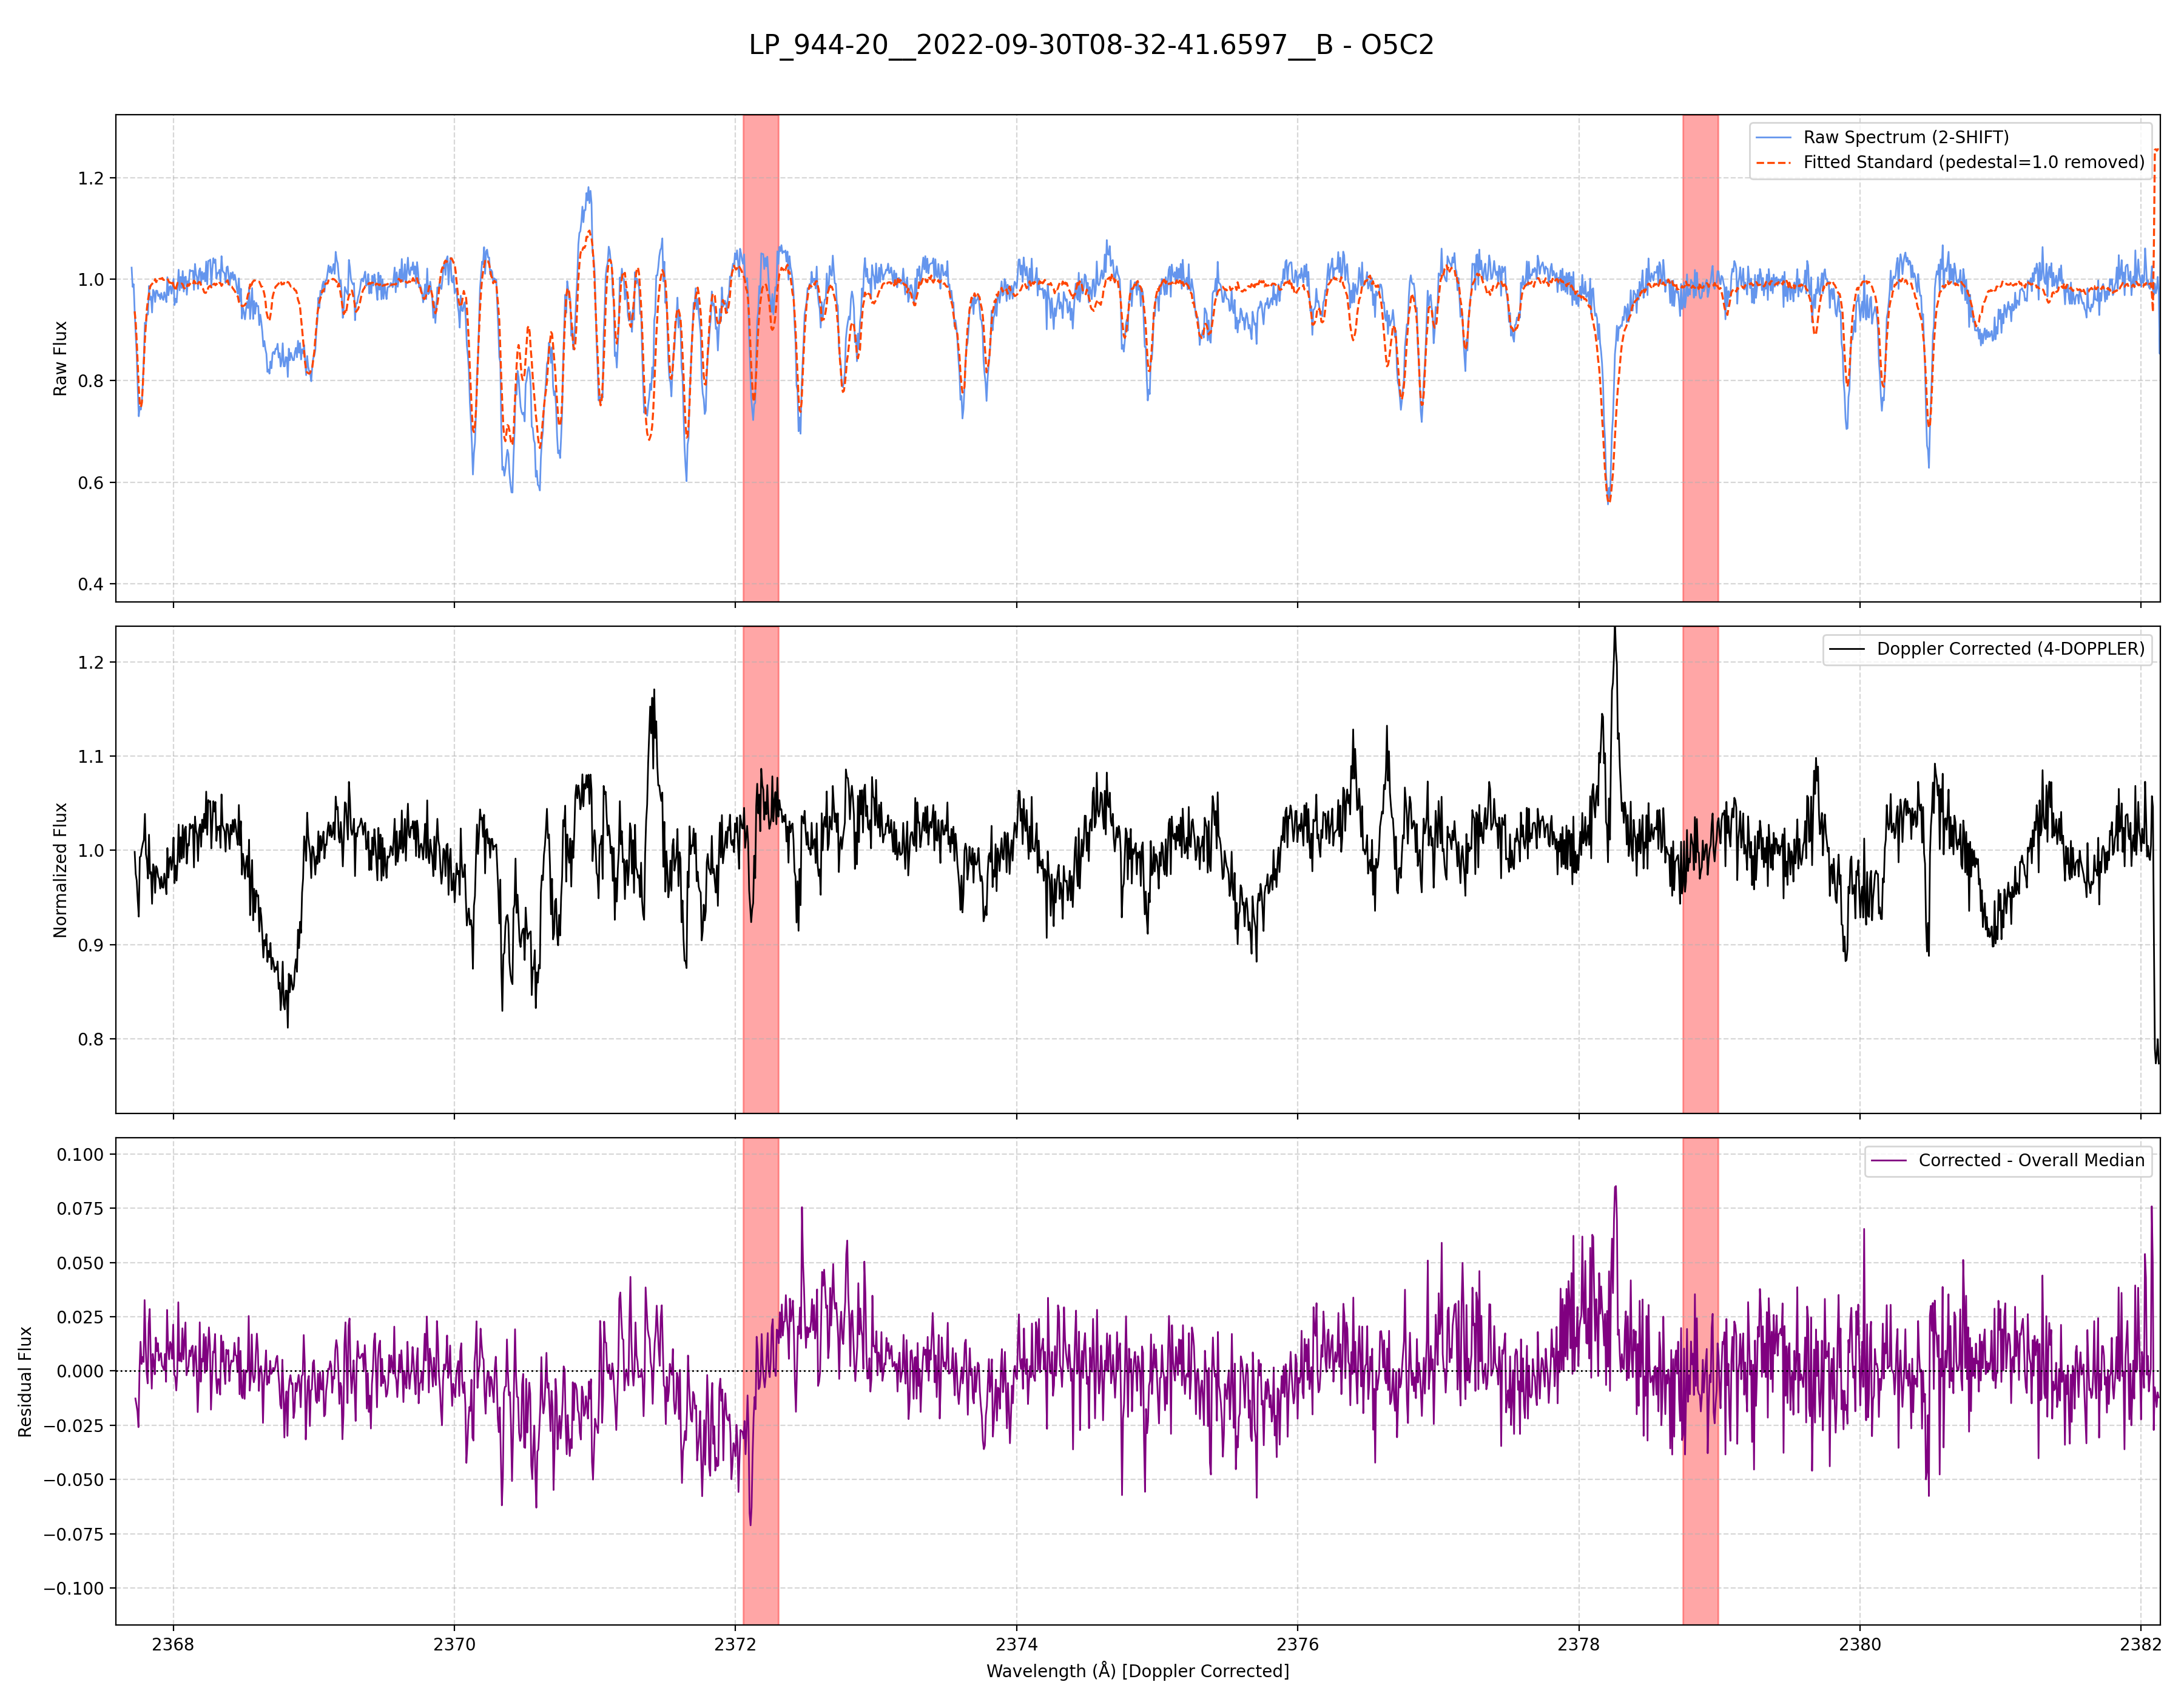 LP_944-20__2022-09-30T08-32-41.6597__B - O5C2
Raw Spectrum (2-SHIFT)
Fitted Standard (pedestal=1.0 removed)
Raw Flux
1.2
1.0
0.8
0.6
0.4
Doppler Corrected (4-DOPPLER)
Normalized Flux
1.2
1.1
1.0
0.9
0.8
Corrected - Overall Median
Residual Flux
0.100
0.075
0.050
0.025
0.000
−0.025
−0.050
−0.075
−0.100
2368 2370 2372 2374 2376 2378 2380 2382
Wavelength (Å) [Doppler Corrected]